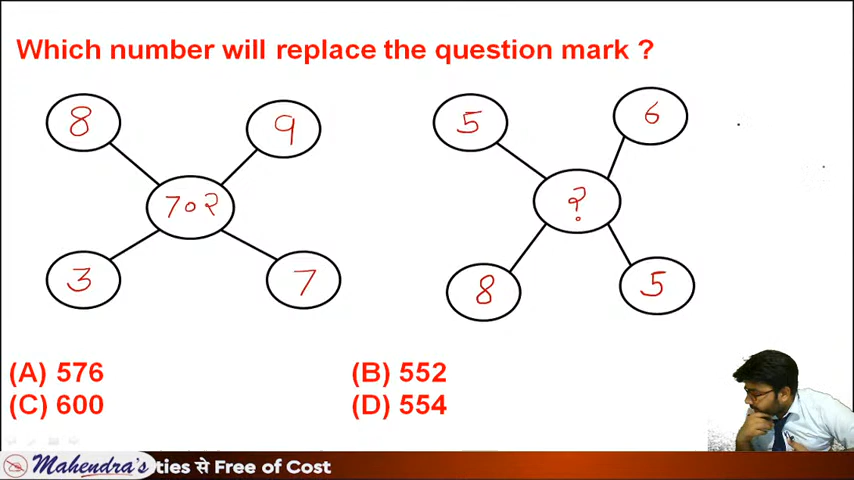 Which number will replace the question mark ?
8 9 5 6
702 ?
3 7 8 5
(A) 576 (B) 552
(C) 600 (D) 554
Mahendra's ties से Free of Cost